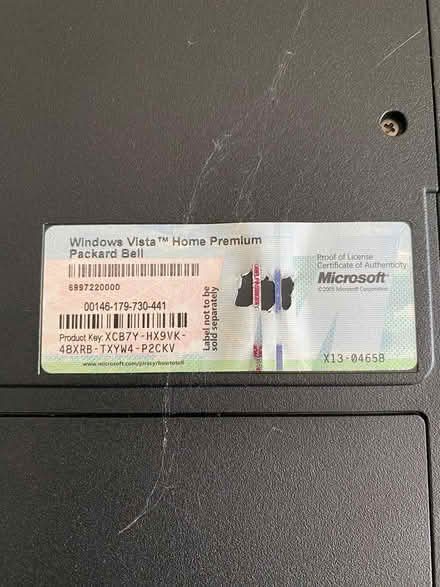 Windows Vista™ Home Premium
Packard Bell
6997220000
00146-179-730-441
Product Key: XCB7Y-HX9VK-
48XRB-TXYW4-P2CKV
www.microsoft.com/piracy/howtotell
Label not to be
sold separately
Proof of License
Certificate of Authenticity
Microsoft®
©2005 Microsoft Corporation
X13-04658